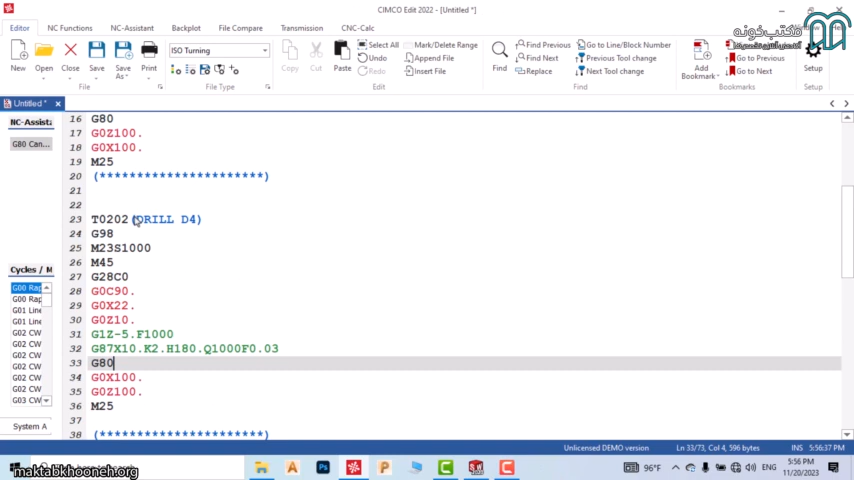 CIMCO Edit 2022 - [Untitled *]
مکتب‌خونه
Editor NC Functions NC-Assistant Backplot File Compare Transmission CNC-Calc
New Open Close Save Save As Print
File
ISO Turning
File Type
Copy Cut Paste
Select All Mark/Delete Range
Undo Append File
Redo Insert File
Edit
Find
Find Previous Go to Line/Block Number
Find Next Previous Tool change
Replace Next Tool change
Find
Add Bookmark
Go to Previous
Go to Next
Bookmarks
Setup
Setup
Untitled *
NC-Assista
G80 Can...
Cycles / M
G00 Rap
G00 Rap
G01 Line
G01 Line
G02 CW
G02 CW
G02 CW
G02 CW
G02 CW
G02 CW
G03 CW
System A
16 G80
17 G0Z100.
18 G0X100.
19 M25
20 (***********************)
21
22
23 T0202(DRILL D4)
24 G98
25 M23S1000
26 M45
27 G28C0
28 G0C90.
29 G0X22.
30 G0Z10.
31 G1Z-5.F1000
32 G87X10.K2.H180.Q1000F0.03
33 G80
34 G0X100.
35 G0Z100.
36 M25
37
38 (***********************)
Unlicensed DEMO version Ln 33/73, Col 4, 596 bytes INS 5:56:37 PM
maktabkhooneh.org
96°F ENG 5:56 PM
11/20/2023